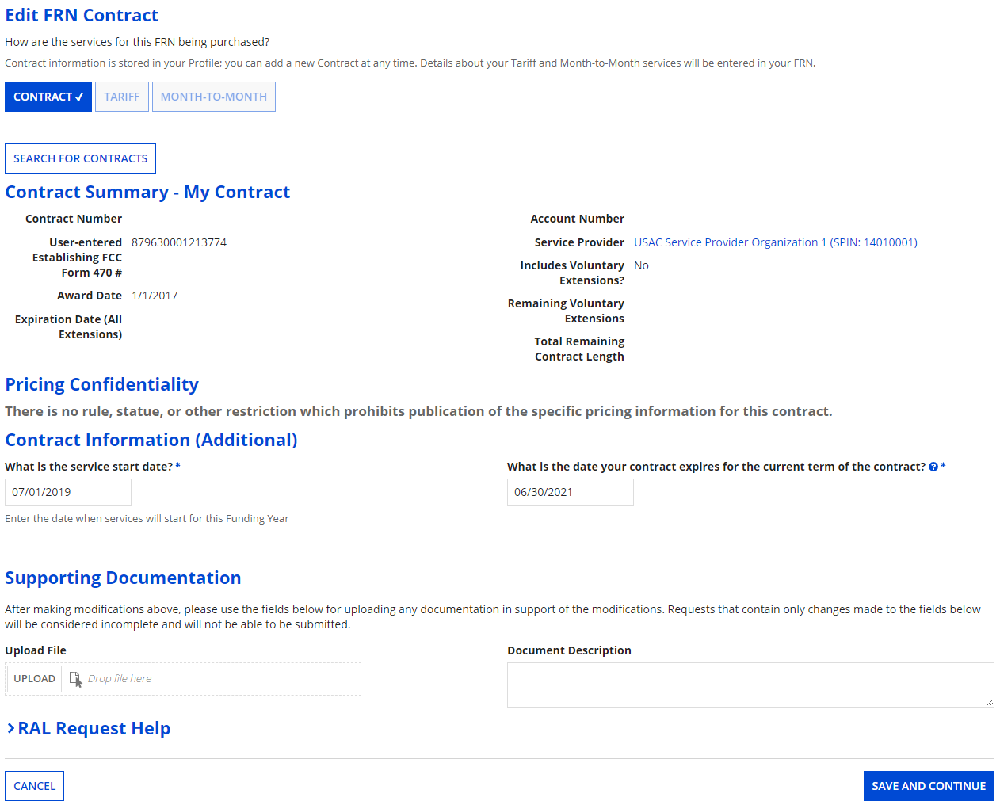 Edit FRN Contract
How are the services for this FRN being purchased?
Contract information is stored in your Profile; you can add a new Contract at any time. Details about your Tariff and Month-to-Month services will be entered in your FRN.
CONTRACT ✓ TARIFF MONTH-TO-MONTH
SEARCH FOR CONTRACTS
Contract Summary - My Contract
Contract Number
User-entered Establishing FCC Form 470 # 879630001213774
Award Date 1/1/2017
Expiration Date (All Extensions)
Account Number
Service Provider USAC Service Provider Organization 1 (SPIN: 14010001)
Includes Voluntary Extensions? No
Remaining Voluntary Extensions
Total Remaining Contract Length
Pricing Confidentiality
There is no rule, statue, or other restriction which prohibits publication of the specific pricing information for this contract.
Contract Information (Additional)
What is the service start date? *
07/01/2019
Enter the date when services will start for this Funding Year
What is the date your contract expires for the current term of the contract? ? *
06/30/2021
Supporting Documentation
After making modifications above, please use the fields below for uploading any documentation in support of the modifications. Requests that contain only changes made to the fields below
will be considered incomplete and will not be able to be submitted.
Upload File
UPLOAD Drop file here
Document Description
RAL Request Help
CANCEL
SAVE AND CONTINUE